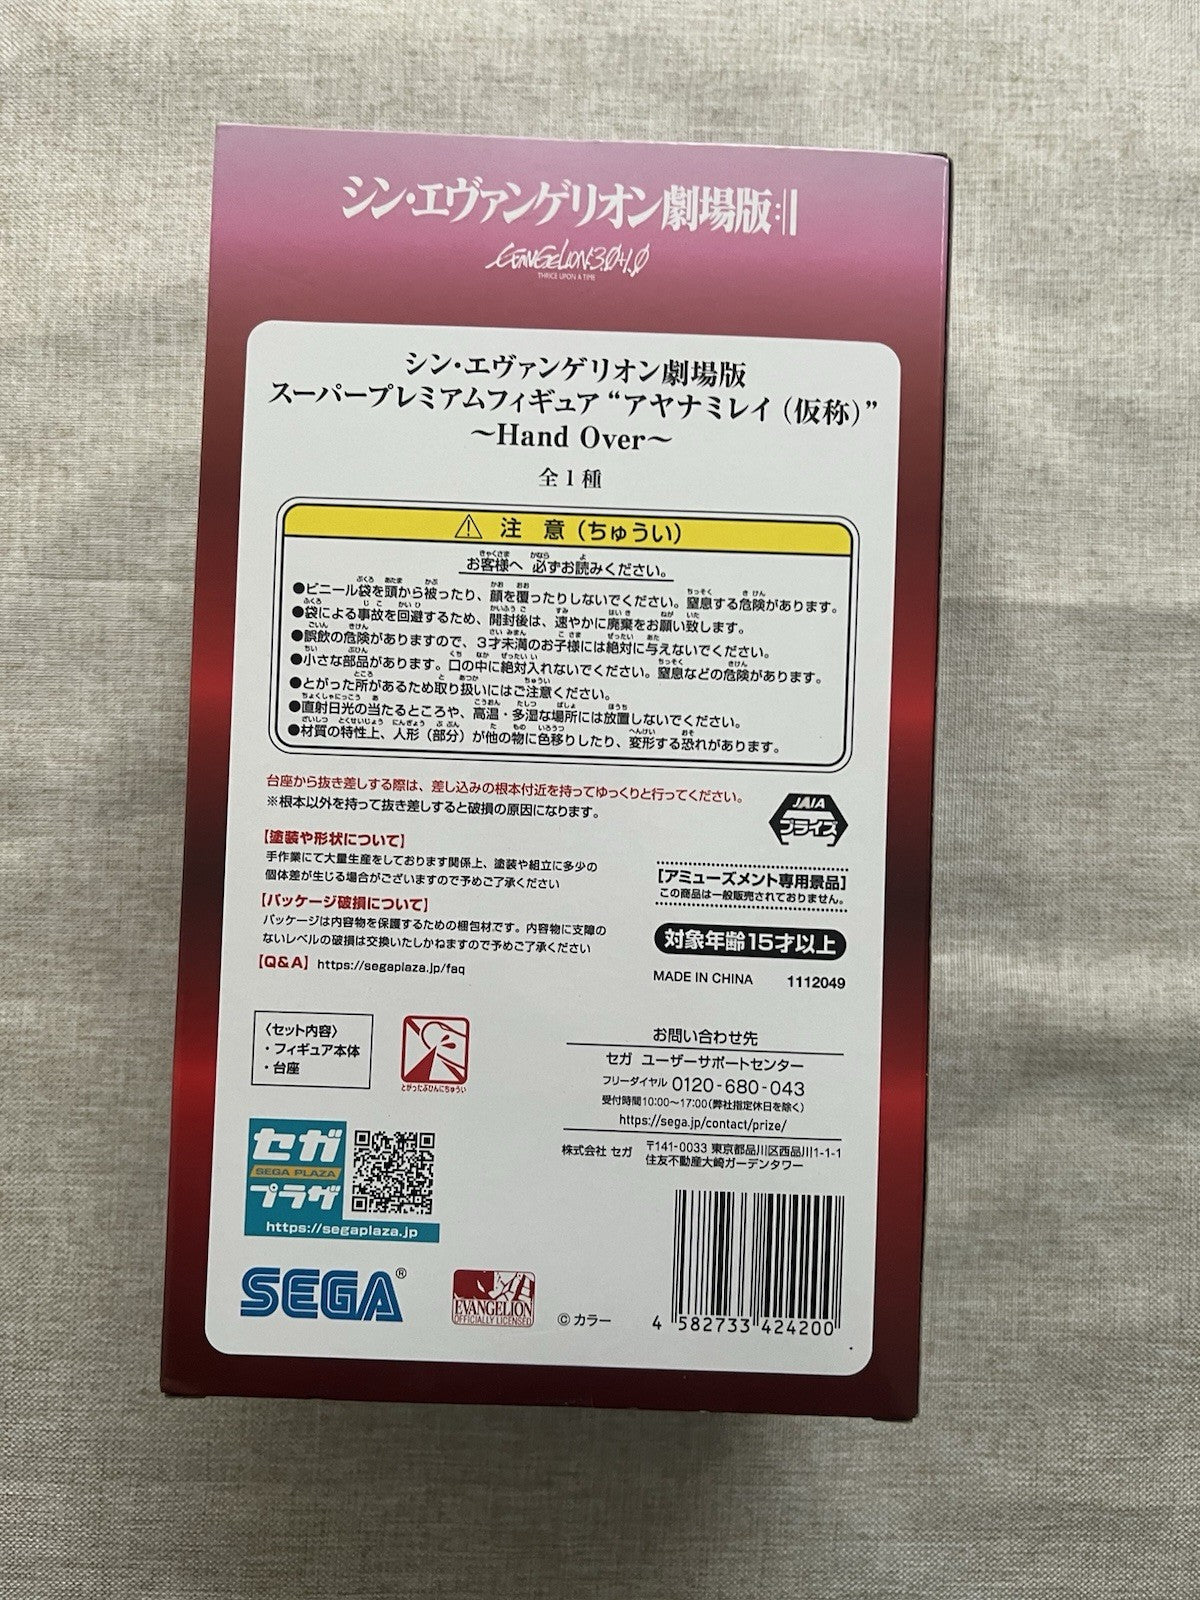 シン・エヴァンゲリオン劇場版:||
EVANGELION:3.0+1.0
THRICE UPON A TIME
シン・エヴァンゲリオン劇場版
スーパープレミアムフィギュア“アヤナミレイ（仮称）”
～Hand Over～
全1種
⚠ 注 意（ちゅうい）
お客様へ 必ずお読みください。
●ビニール袋を頭から被ったり、顔を覆ったりしないでください。窒息する危険があります。
●袋による事故を回避するため、開封後は、速やかに廃棄をお願い致します。
●誤飲の危険がありますので、3才未満のお子様には絶対に与えないでください。
●小さな部品があります。口の中に絶対入れないでください。窒息などの危険があります。
●とがった所があるため取り扱いにはご注意ください。
●直射日光の当たるところや、高温・多湿な場所には放置しないでください。
●材質の特性上、人形（部分）が他の物に色移りしたり、変形する恐れがあります。
台座から抜き差しする際は、差し込みの根本付近を持ってゆっくりと行ってください。
※根本以外を持って抜き差しすると破損の原因になります。
JAIA
プライズ
【塗装や形状について】
手作業にて大量生産をしております関係上、塗装や組立に多少の
個体差が生じる場合がございますので予めご了承ください
【パッケージ破損について】
パッケージは内容物を保護するための梱包材です。内容物に支障の
ないレベルの破損は交換いたしかねますので予めご了承ください
【Q&A】https://segaplaza.jp/faq
[アミューズメント専用景品]
この商品は一般販売されておりません。
対象年齢15才以上
MADE IN CHINA 1112049
〈セット内容〉
・フィギュア本体
・台座
とがったぶひんにちゅうい
お問い合わせ先
セガ ユーザーサポートセンター
フリーダイヤル 0120-680-043
受付時間10:00～17:00(弊社指定休日を除く)
https://sega.jp/contact/prize/
株式会社 セガ 〒141-0033 東京都品川区西品川1-1-1
住友不動産大崎ガーデンタワー
セガ
SEGA PLAZA
プラザ
https://segaplaza.jp
SEGA®
EVANGELION
OFFICIALLY LICENSED
©カラー
4 582733 424200